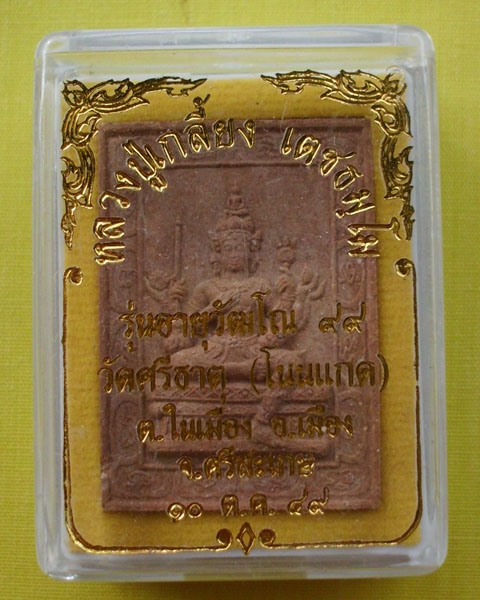 หลวงปู่เกลี้ยง เตชธมฺโม
รุ่นอายุวัฒโณ ๙๙
วัดศรีธาตุ (โนนแกด)
ต.ในเมือง อ.เมือง
จ.ศรีสะเกษ
๑๐ ต.ค. ๔๙